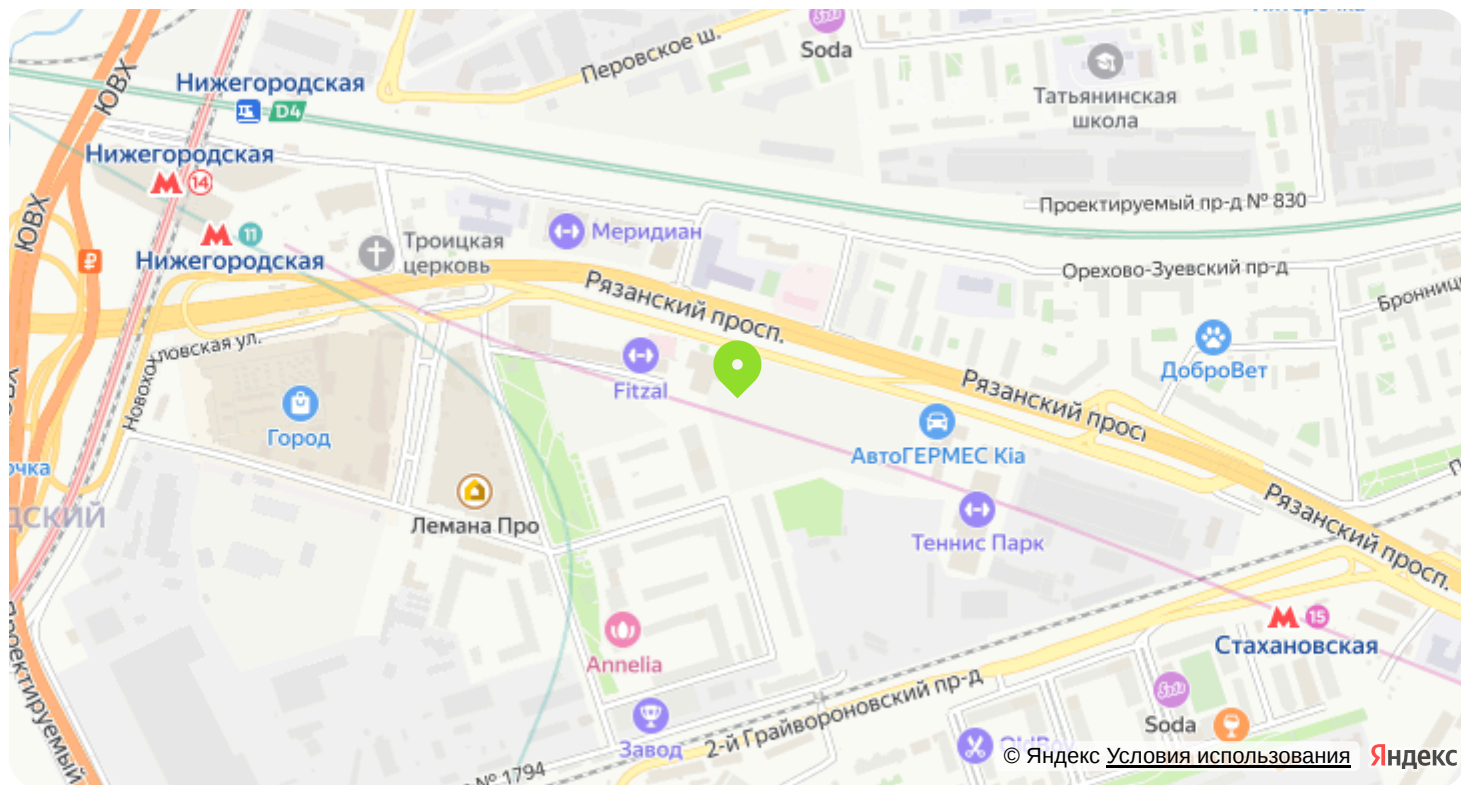 Soda
Перовское ш.
ЮВХ
Нижегородская
D4
Татьянинская
школа
Нижегородская
14
ЮВХ
11
Нижегородская
Троицкая
церковь
Меридиан
Проектируемый пр-д № 830
Орехово-Зуевский пр-д
Рязанский просп.
Fitzal
ДоброВет
Рязанский просп
Новохохловская ул.
Город
АвтоГЕРМЕС Kia
Лемана Про
Теннис Парк
Рязанский просп.
15
Стахановская
Annelia
Завод
2-й Грайвороновский пр-д
Soda
OldBoy
№ 1794
Проектируемый
© Яндекс Условия использования
Яндекс